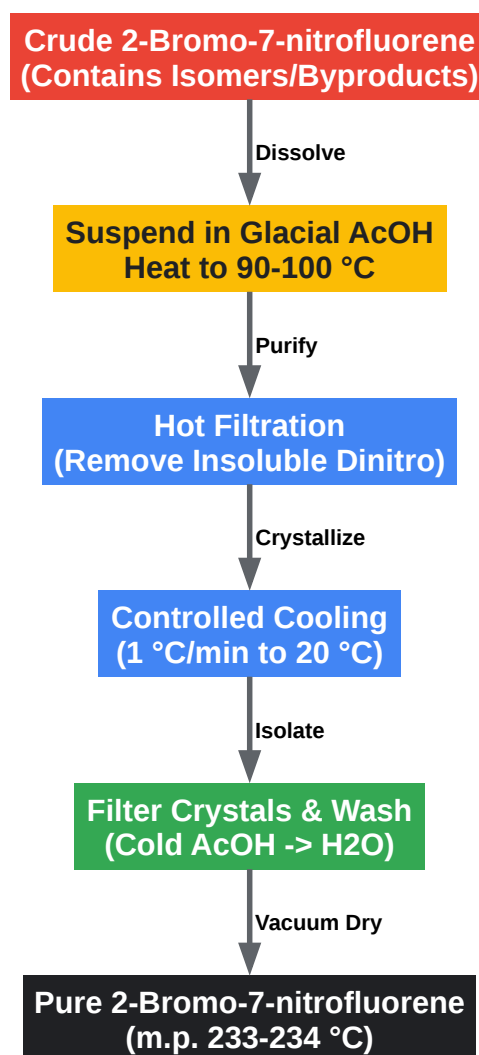 Crude 2-Bromo-7-nitrofluorene
(Contains Isomers/Byproducts)
Dissolve
Suspend in Glacial AcOH
Heat to 90-100 °C
Purify
Hot Filtration
(Remove Insoluble Dinitro)
Crystallize
Controlled Cooling
(1 °C/min to 20 °C)
Isolate
Filter Crystals & Wash
(Cold AcOH -> H2O)
Vacuum Dry
Pure 2-Bromo-7-nitrofluorene
(m.p. 233-234 °C)